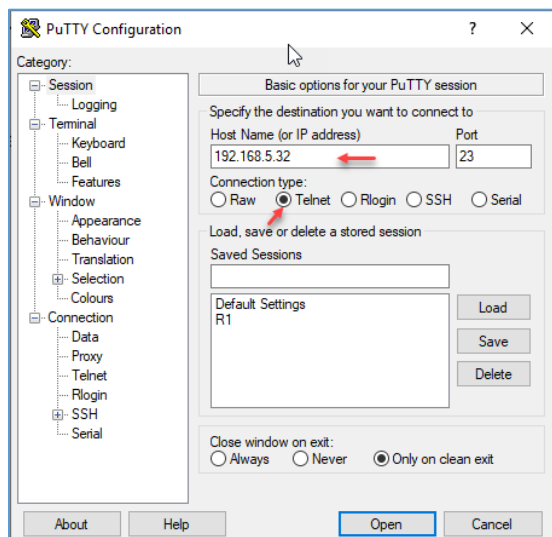 PuTTY Configuration ? ×
Category:
Session
Logging
Terminal
Keyboard
Bell
Features
Window
Appearance
Behaviour
Translation
Selection
Colours
Connection
Data
Proxy
Telnet
Rlogin
SSH
Serial
Basic options for your PuTTY session
Specify the destination you want to connect to
Host Name (or IP address) Port
192.168.5.32 23
Connection type:
Raw Telnet Rlogin SSH Serial
Load, save or delete a stored session
Saved Sessions
Default Settings
R1
Load
Save
Delete
Close window on exit:
Always Never Only on clean exit
About Help Open Cancel